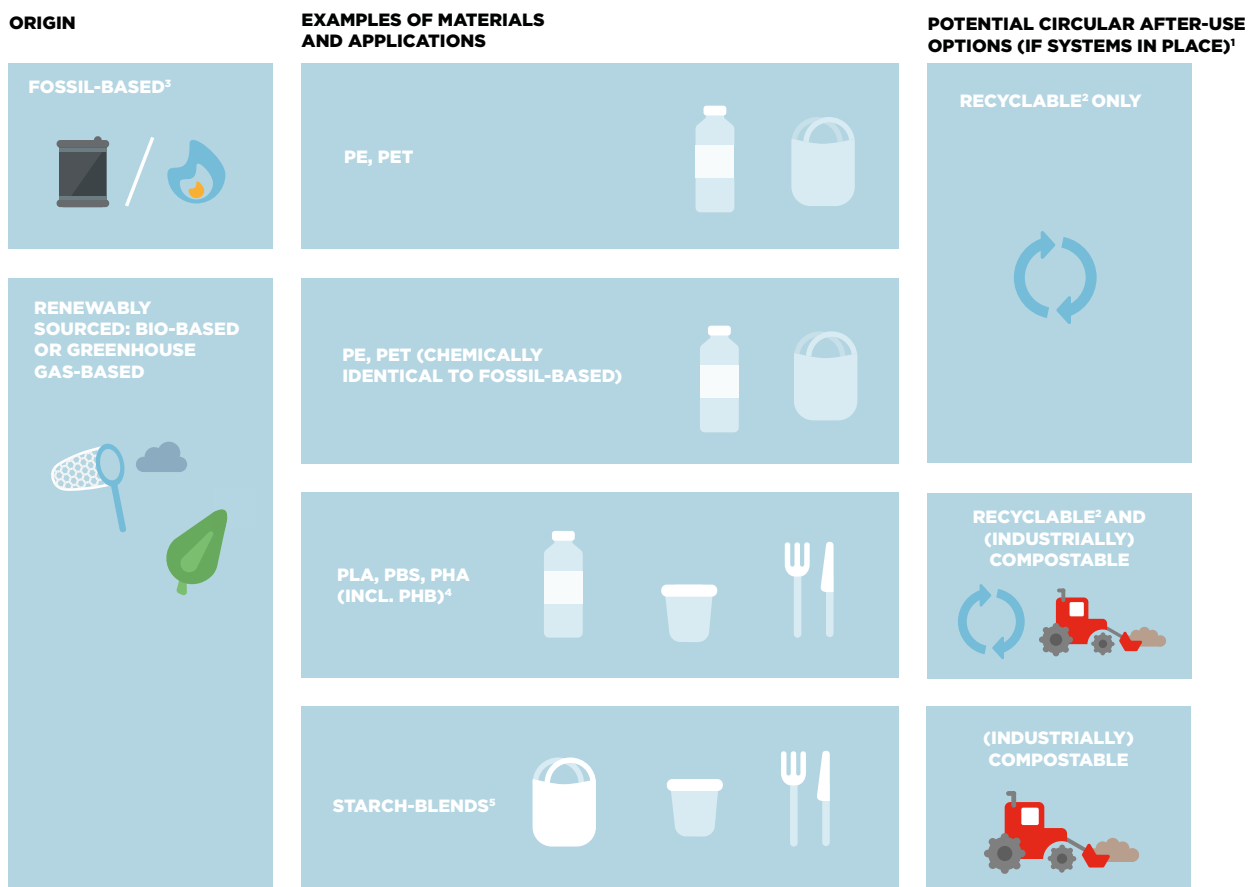 ORIGIN
EXAMPLES OF MATERIALS
AND APPLICATIONS
POTENTIAL CIRCULAR AFTER-USE
OPTIONS (IF SYSTEMS IN PLACE)¹
FOSSIL-BASED³
PE, PET
RECYCLABLE² ONLY
RENEWABLY
SOURCED: BIO-BASED
OR GREENHOUSE
GAS-BASED
PE, PET (CHEMICALLY
IDENTICAL TO FOSSIL-BASED)
PLA, PBS, PHA
(INCL. PHB)⁴
RECYCLABLE² AND
(INDUSTRIALLY)
COMPOSTABLE
STARCH-BLENDS⁵
(INDUSTRIALLY)
COMPOSTABLE